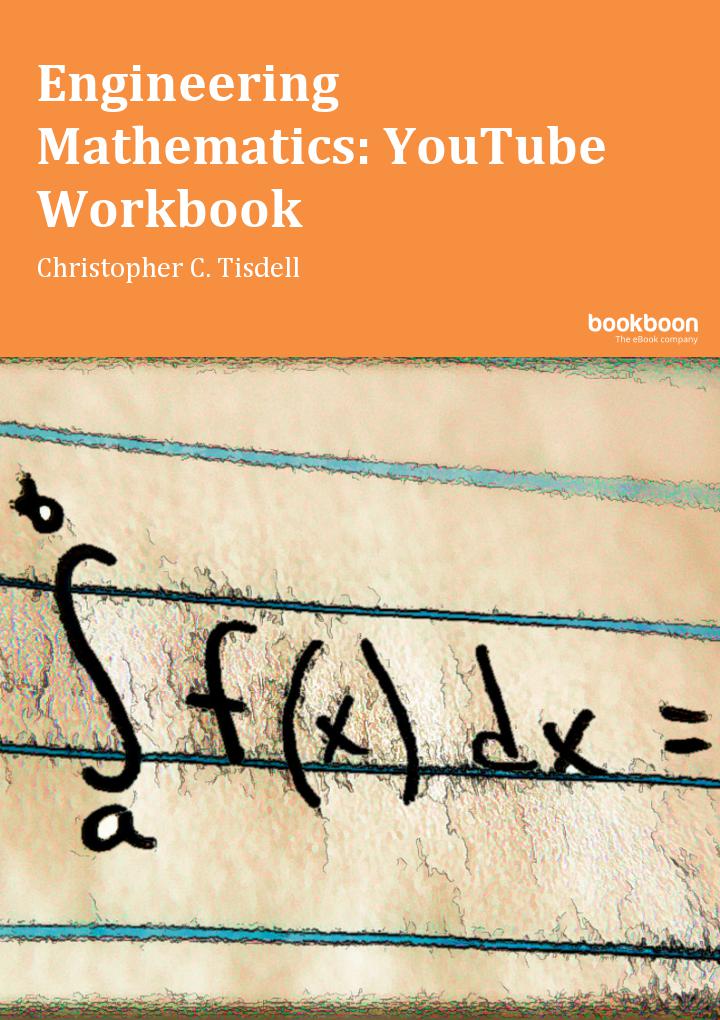 Engineering
Mathematics: YouTube
Workbook
Christopher C. Tisdell
bookboon
The eBook company
b
∫ f(x) dx =
a